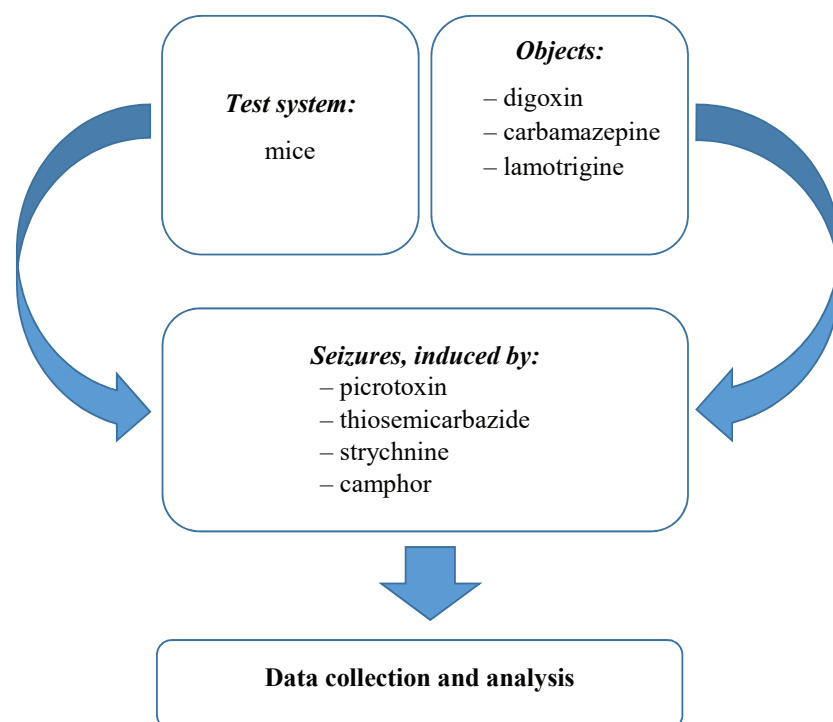 Test system:
mice
Objects:
– digoxin
– carbamazepine
– lamotrigine
Seizures, induced by:
– picrotoxin
– thiosemicarbazide
– strychnine
– camphor
Data collection and analysis